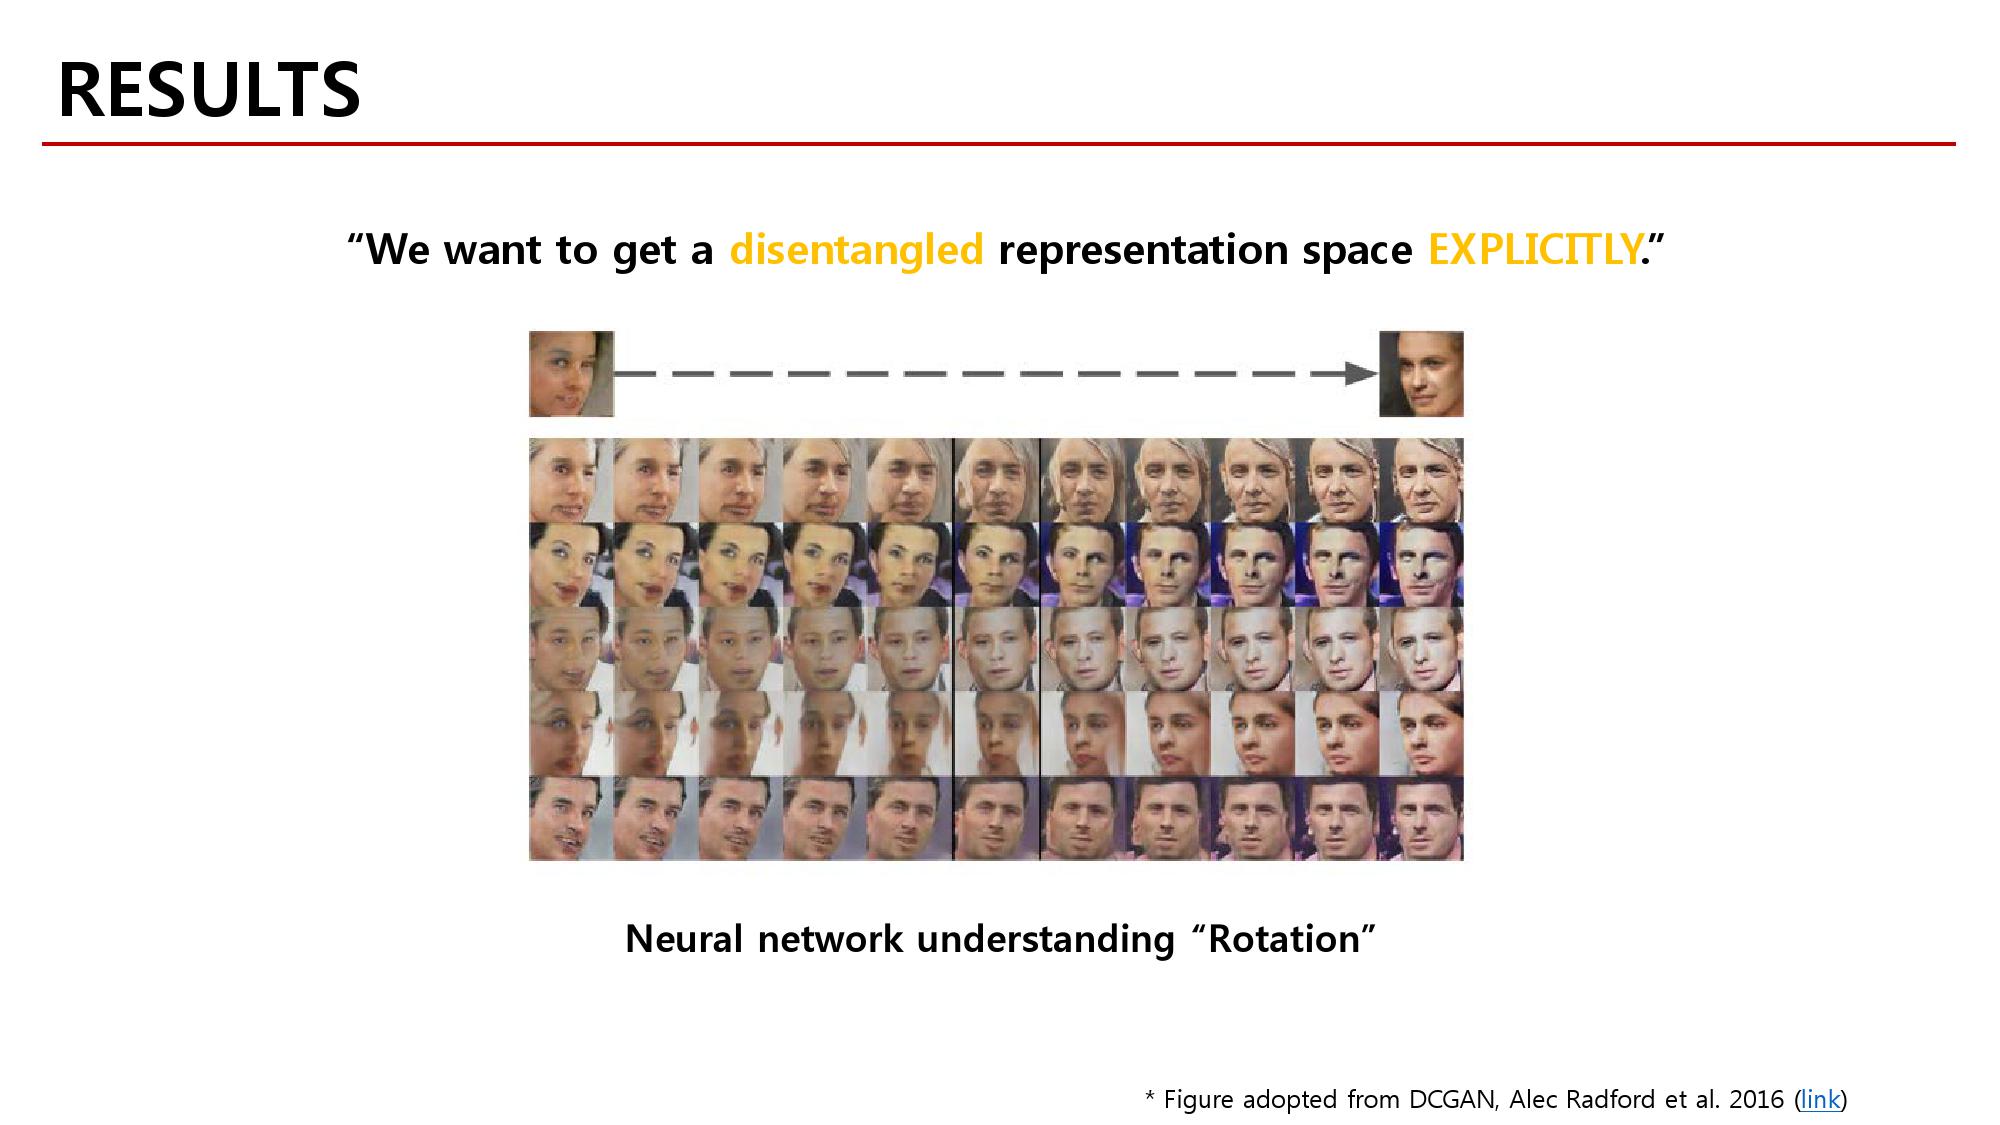 RESULTS
“We want to get a disentangled representation space EXPLICITLY.”
Neural network understanding “Rotation”
* Figure adopted from DCGAN, Alec Radford et al. 2016 (link)